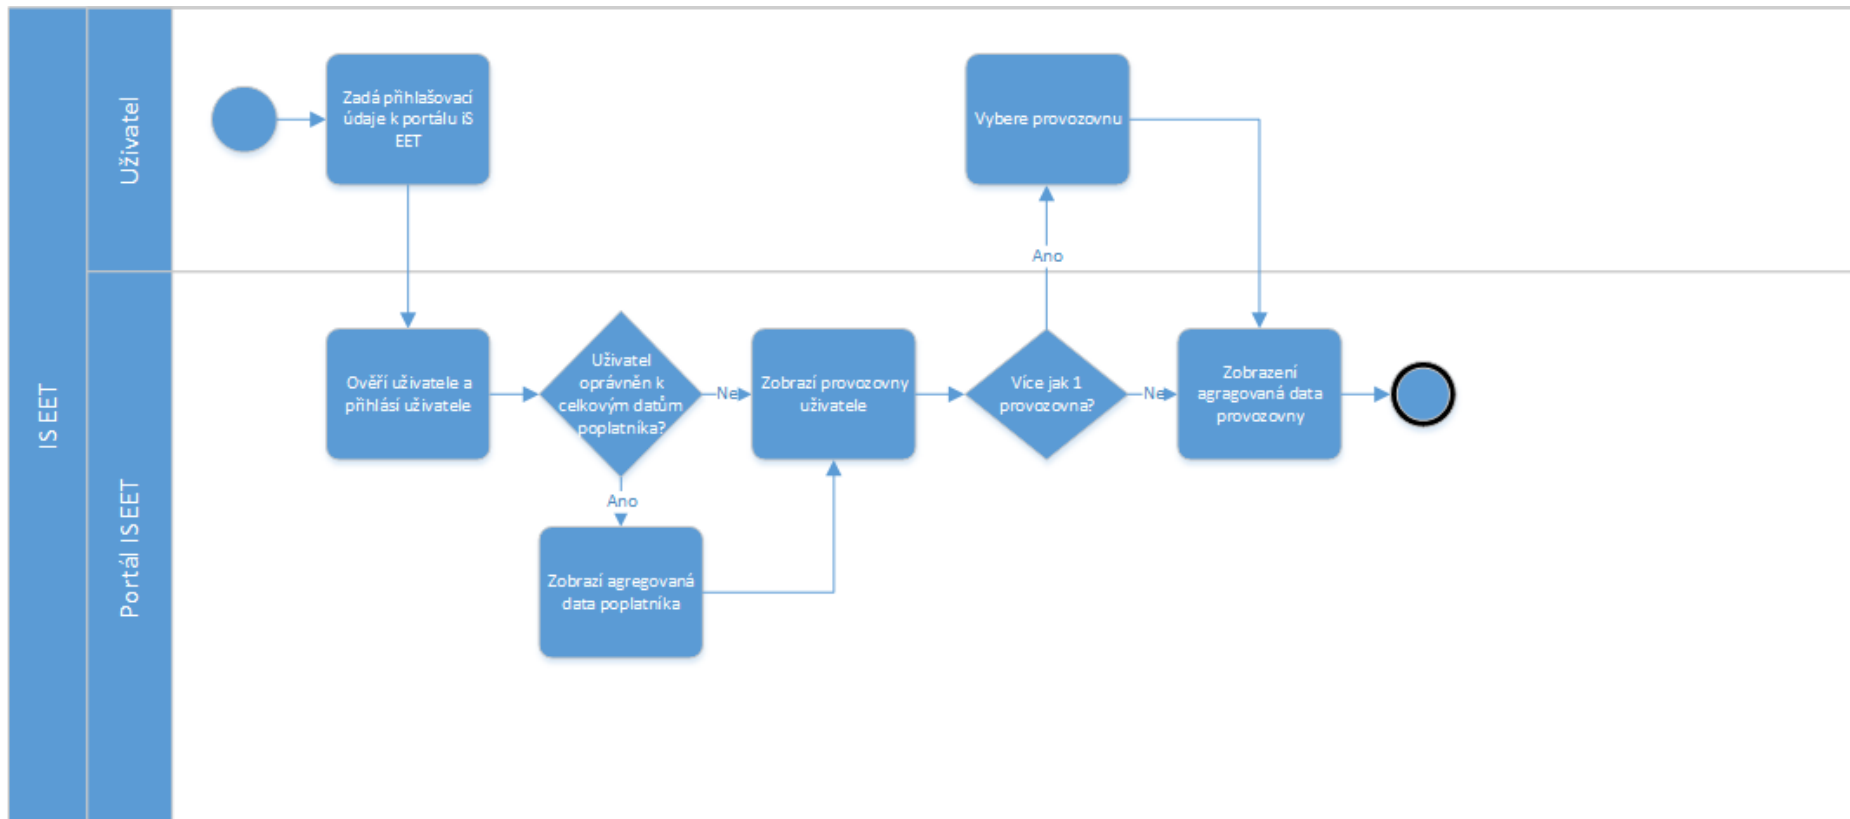 IS EET
Uživatel
Zadá přihlašovací
údaje k portálu iS
EET
Vybere provozovnu
Ano
Portál IS EET
Ověří uživatele a
přihlásí uživatele
Uživatel
oprávněn k
celkovým datům
poplatníka?
Ne
Zobrazí provozovny
uživatele
Více jak 1
provozovna?
Ne
Zobrazení
agragovaná data
provozovny
Ano
Zobrazí agregovaná
data poplatníka